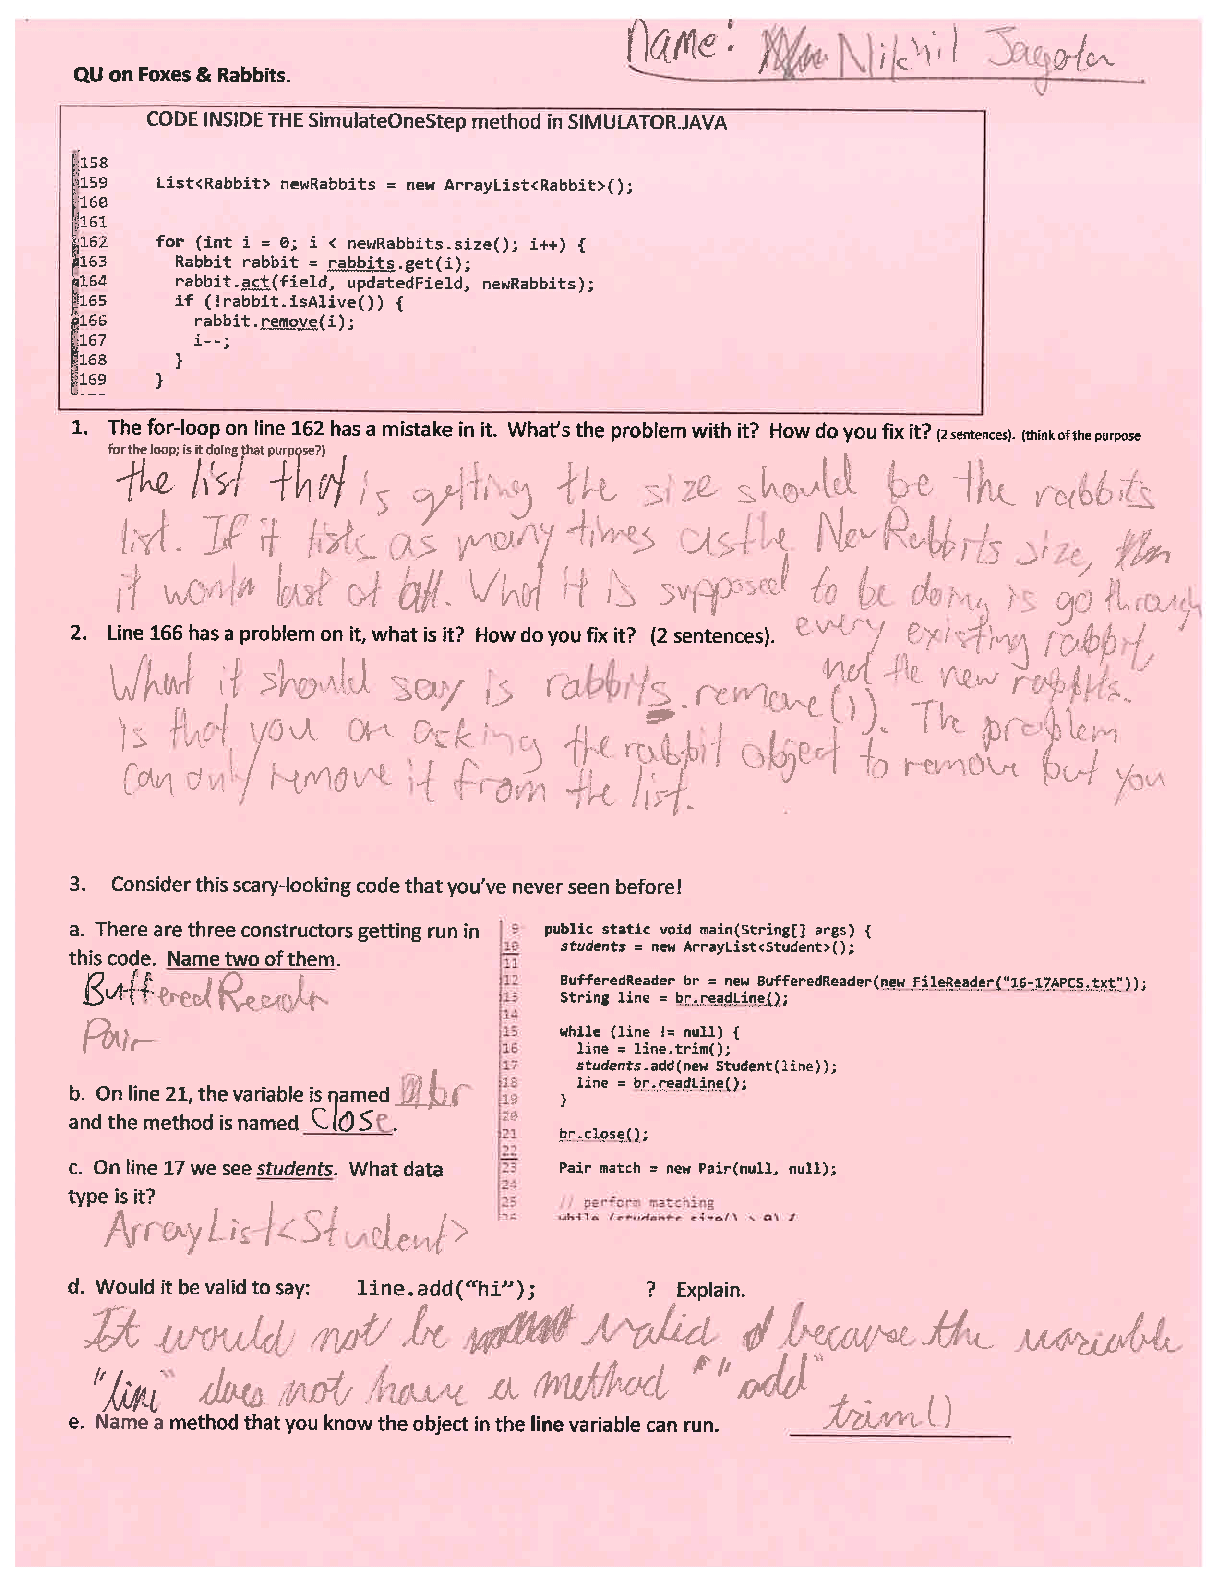 name: Nikhil Jagota
QU on Foxes & Rabbits.
CODE INSIDE THE SimulateOneStep method in SIMULATOR.JAVA
158
159 List<Rabbit> newRabbits = new ArrayList<Rabbit>();
160
161
162 for (int i = 0; i < newRabbits.size(); i++) {
163 Rabbit rabbit = rabbits.get(i);
164 rabbit.act(field, updatedField, newRabbits);
165 if (!rabbit.isAlive()) {
166 rabbit.remove(i);
167 i--;
168 }
169 }
1. The for-loop on line 162 has a mistake in it. What's the problem with it? How do you fix it? (2 sentences). (think of the purpose
for the loop; is it doing that purpose?)
the list that is getting the size should be the rabbits
list. If it lists as many times as the NewRabbits size,
it wouldn last at all. What it is supposed to be doing is go through
every existing rabbit,
not the new rabbits.
2. Line 166 has a problem on it, what is it? How do you fix it? (2 sentences).
What it should say is rabbits.remove(i). The problem
is that you are asking the rabbit object to remove but you
can only remove it from the list.
3. Consider this scary-looking code that you've never seen before!
a. There are three constructors getting run in
this code. Name two of them.
BufferedReader
Pair
b. On line 21, the variable is named br
and the method is named close.
c. On line 17 we see students. What data
type is it?
ArrayList<Student>
9 public static void main(String[] args) {
10 students = new ArrayList<Student>();
11
12 BufferedReader br = new BufferedReader(new FileReader("16-17APCS.txt"));
13 String line = br.readLine();
14
15 while (line != null) {
16 line = line.trim();
17 students.add(new Student(line));
18 line = br.readLine();
19 }
20
21 br.close();
22
23 Pair match = new Pair(null, null);
24
25 // perform matching
26 while (students.size() > 0) {
d. Would it be valid to say: line.add("hi"); ? Explain.
It would not be valid because the variable
"line" does not have a method "add"
e. Name a method that you know the object in the line variable can run. trim()